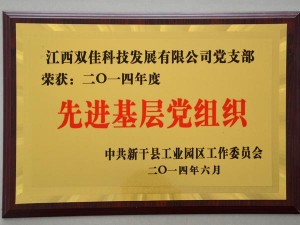 江西双佳科技发展有限公司党支部
荣获：二〇一四年度
先进基层党组织
中共新干县工业园区工作委员会
二〇一四年六月